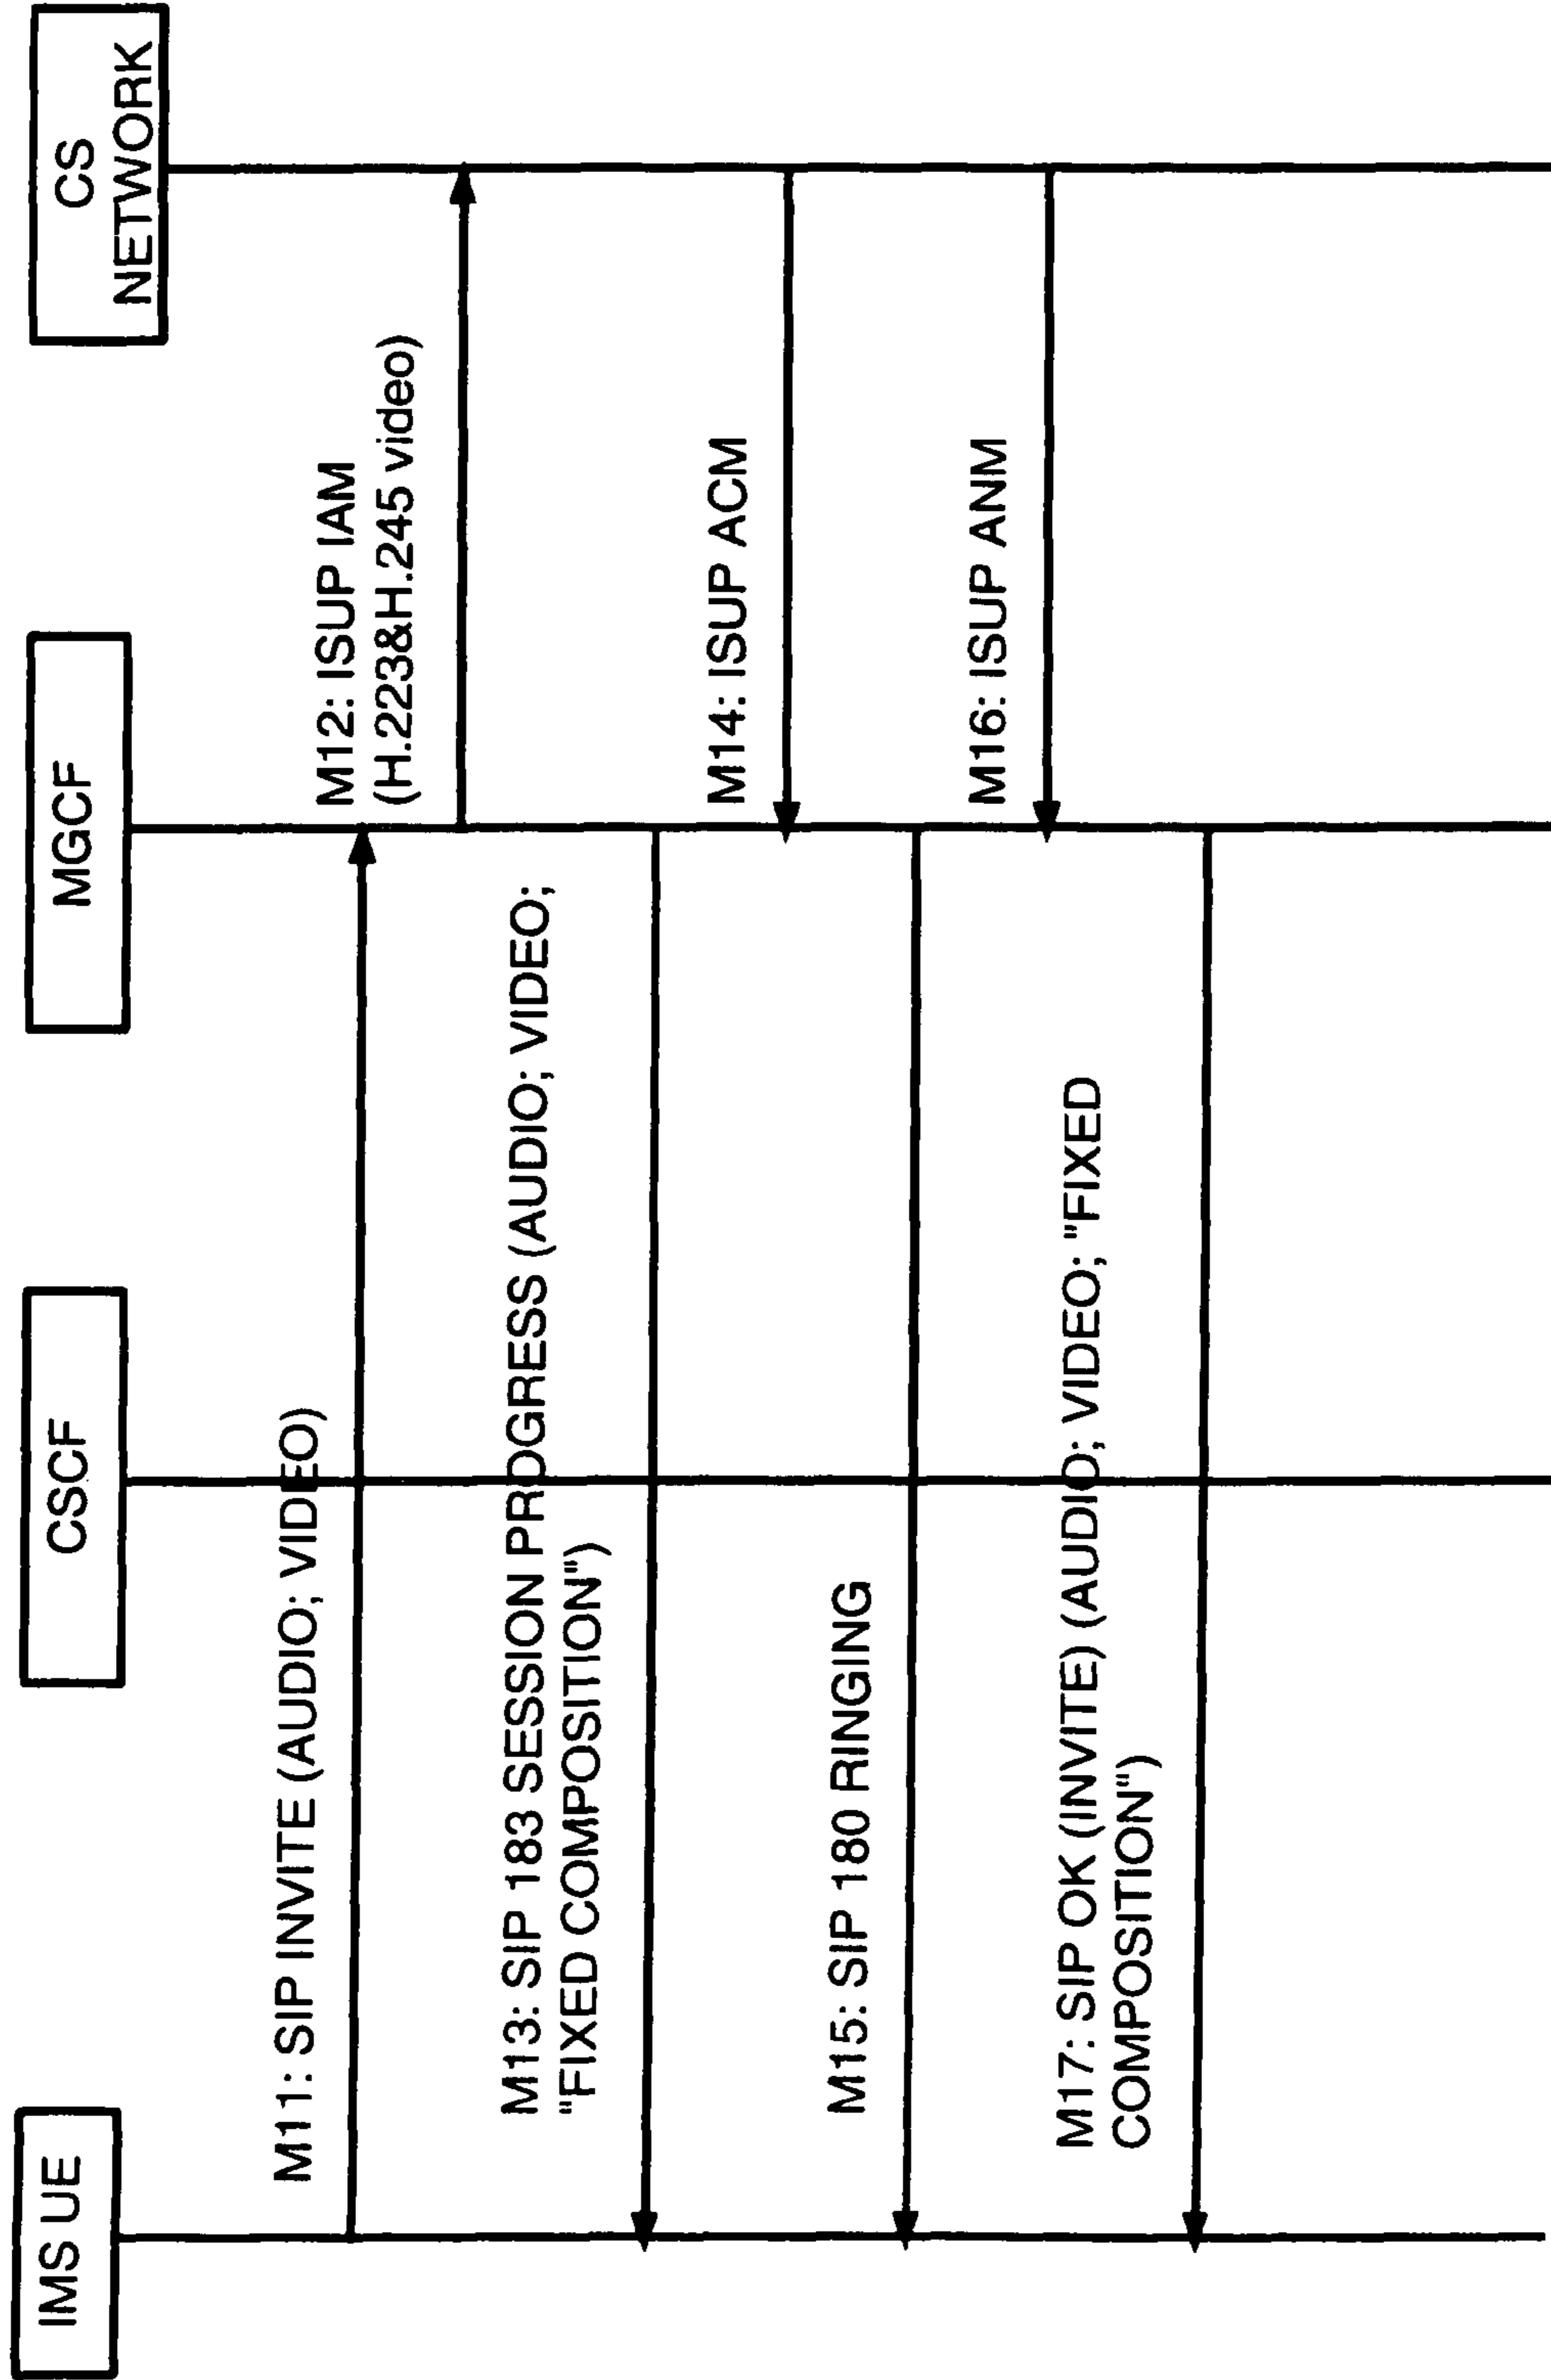 IMS UE
CSCF
MGCF
CS
NETWORK
M11: SIP INVITE (AUDIO; VIDEO)
M12: ISUP IAM
(H.223&H.245 video)
M13: SIP 183 SESSION PROGRESS (AUDIO; VIDEO;
"FIXED COMPOSITION")
M14: ISUP ACM
M15: SIP 180 RINGING
M16: ISUP ANM
M17: SIP OK (INVITE) (AUDIO; VIDEO; "FIXED
COMPOSITION")